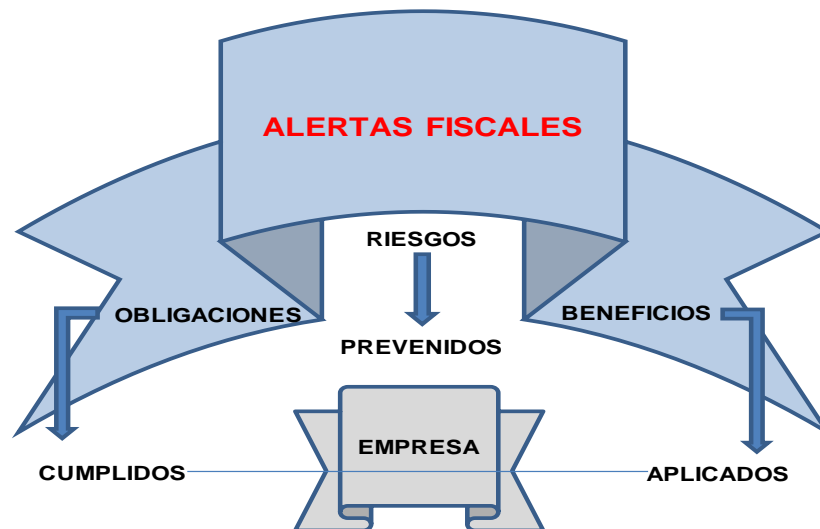 ALERTAS FISCALES
RIESGOS
OBLIGACIONES
BENEFICIOS
PREVENIDOS
EMPRESA
CUMPLIDOS
APLICADOS